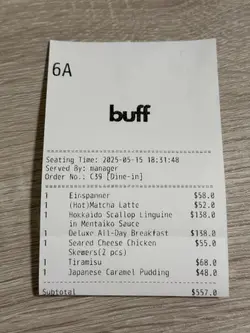 6A
buff
Seating Time: 2025-05-15 18:31:48
Served By: manager
Order No.: C39 [Dine-in]
1 Einspanner $58.0
1 (Hot)Matcha Latte $52.0
1 Hokkaido Scallop Linguine $138.0
in Mentaiko Sauce
1 Deluxe All-Day Breakfast $138.0
1 Seared Cheese Chicken $55.0
Skewers(2 pcs)
1 Tiramisu $68.0
1 Japanese Caramel Pudding $48.0
Subtotal $557.0